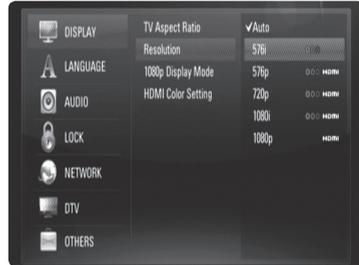 DISPLAY
LANGUAGE
AUDIO
LOCK
NETWORK
DTV
OTHERS
TV Aspect Ratio
Resolution
1080p Display Mode
HDMI Color Setting
✓Auto
576i
576p HDMI
720p HDMI
1080i HDMI
1080p HDMI